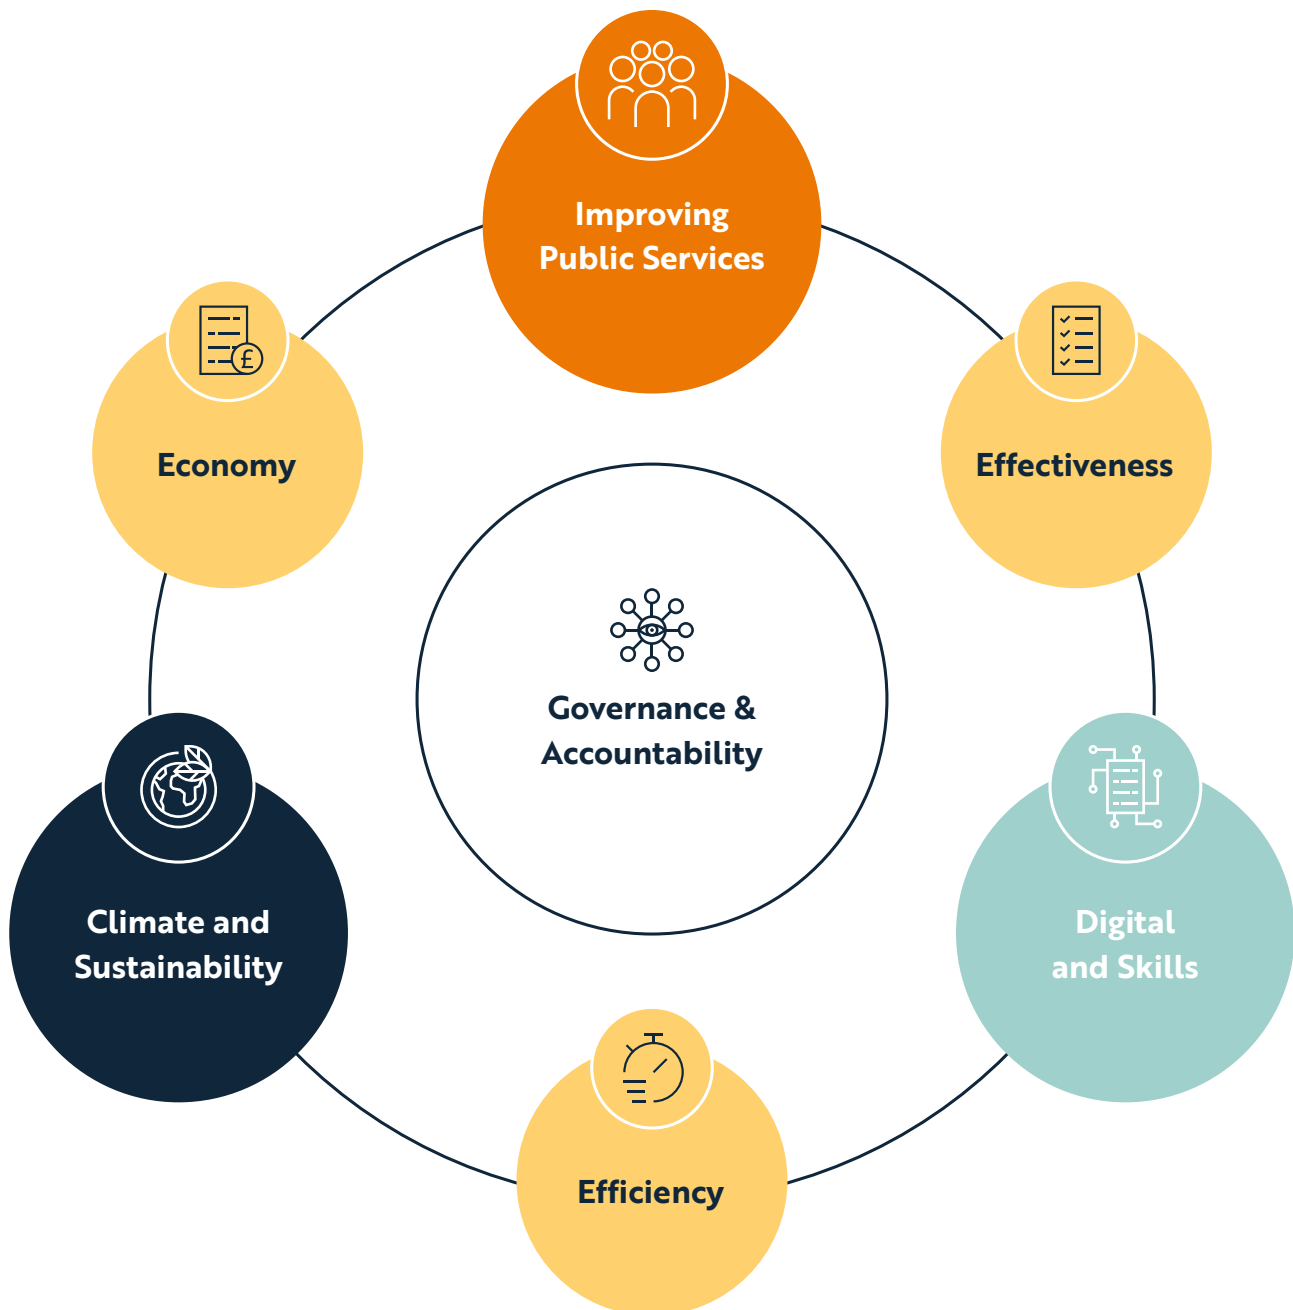 Improving
Public Services
Economy
Effectiveness
£
Governance &
Accountability
Climate and
Sustainability
Digital
and Skills
Efficiency